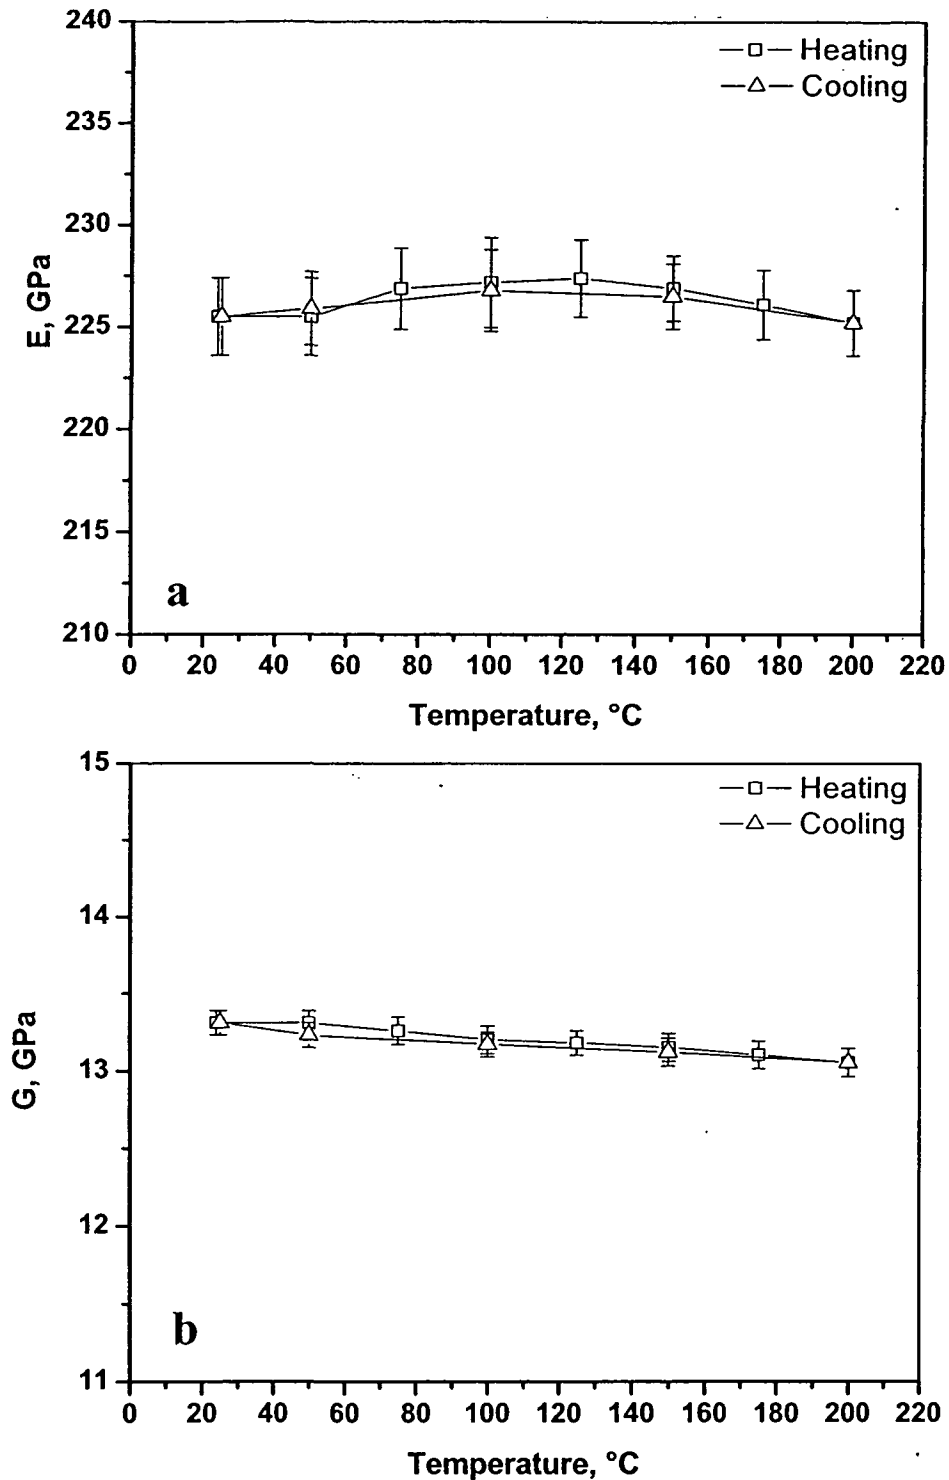 240
Heating
Cooling
235
230
E, GPa
225
220
215
a
210
0 20 40 60 80 100 120 140 160 180 200 220
Temperature, °C
15
Heating
Cooling
14
G, GPa
13
12
b
11
0 20 40 60 80 100 120 140 160 180 200 220
Temperature, °C